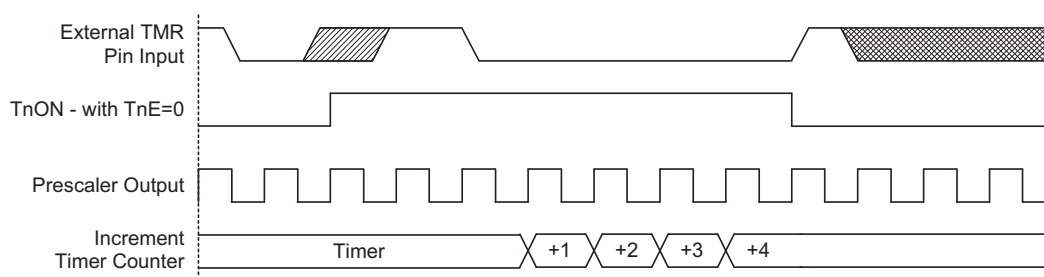 External TMR
Pin Input
TnON - with TnE=0
Prescaler Output
Increment
Timer Counter
Timer +1 +2 +3 +4